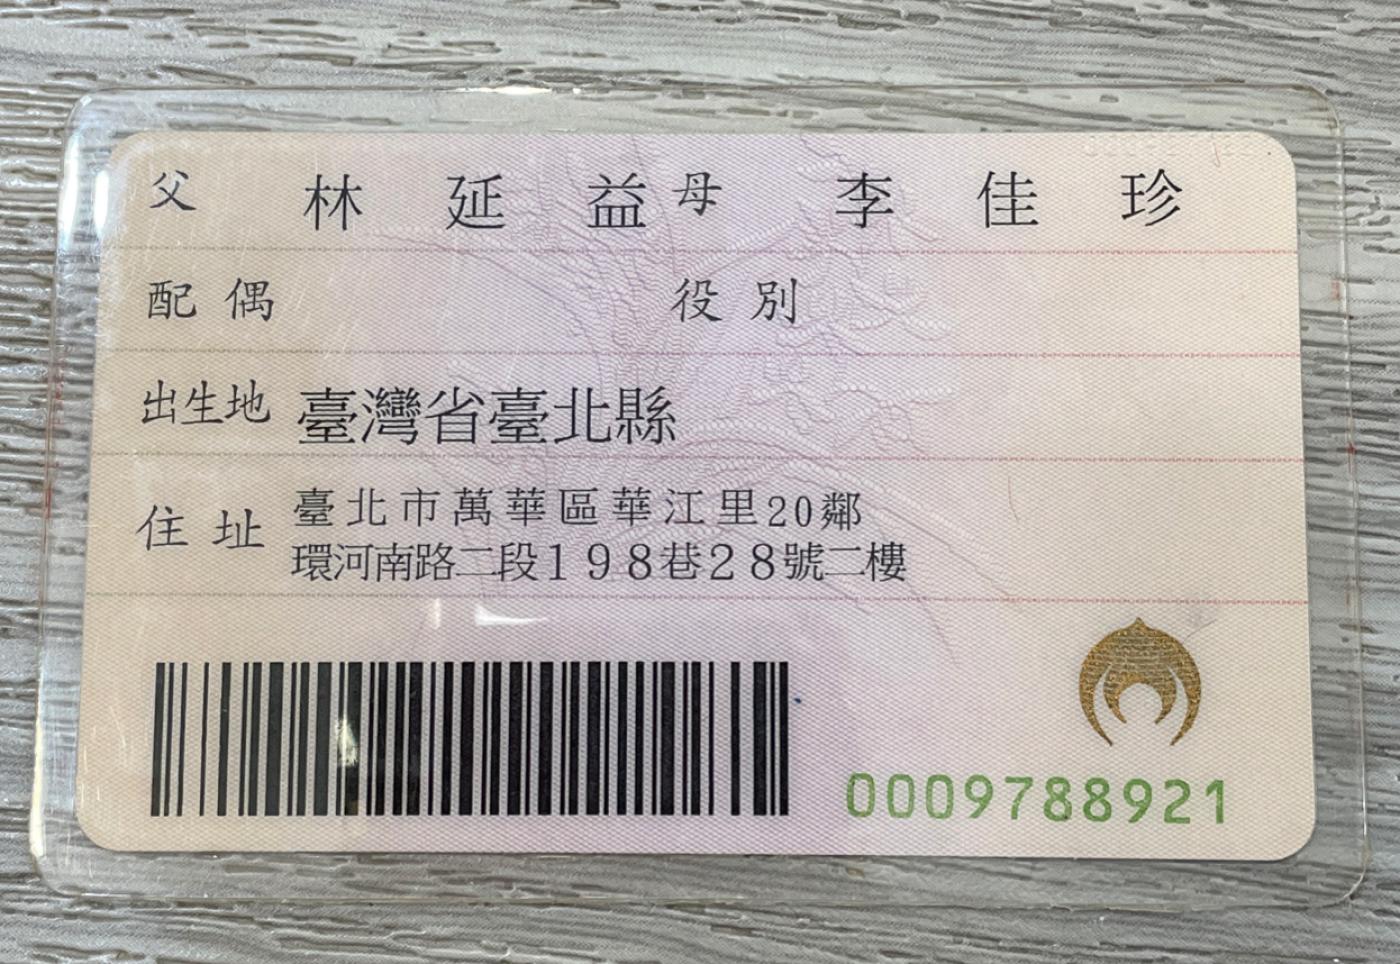 父 林延益 母 李佳珍
配偶 役別
出生地 臺灣省臺北縣
住址 臺北市萬華區華江里20鄰
環河南路二段198巷28號二樓
0009788921